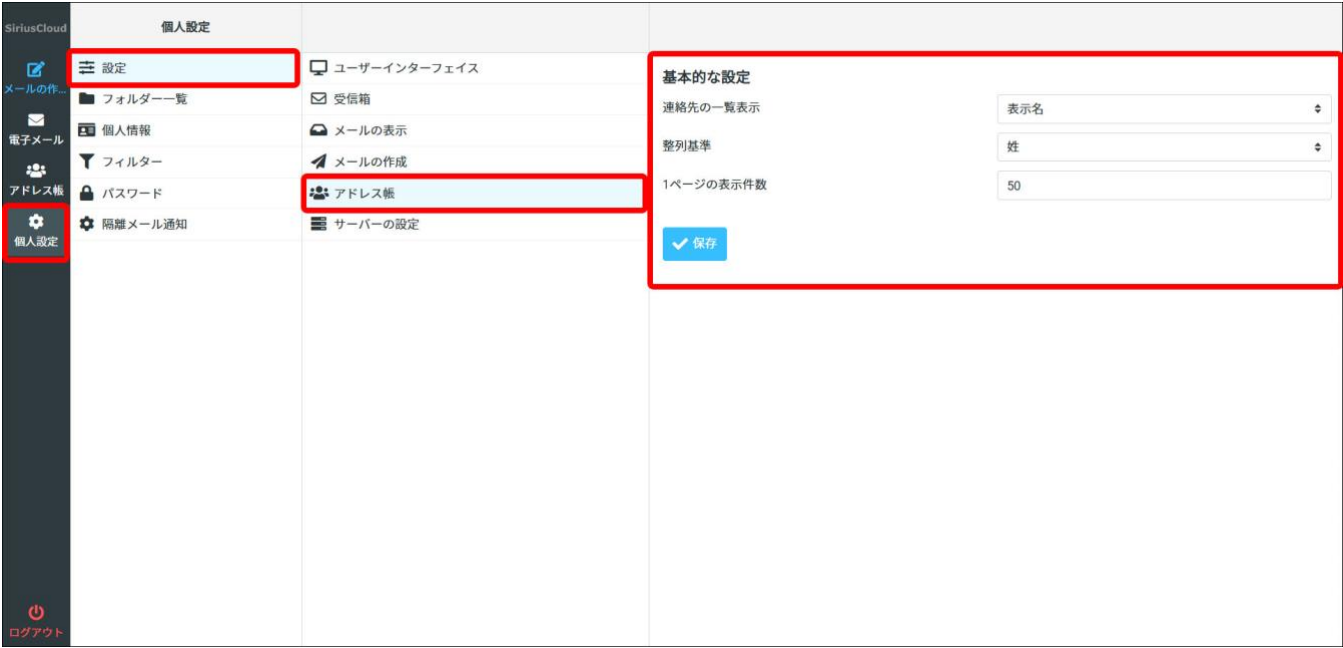 SiriusCloud
メールの作...
電子メール
アドレス帳
個人設定
ログアウト
個人設定
設定
フォルダー一覧
個人情報
フィルター
パスワード
隔離メール通知
ユーザーインターフェイス
受信箱
メールの表示
メールの作成
アドレス帳
サーバーの設定
基本的な設定
連絡先の一覧表示 表示名
整列基準 姓
1ページの表示件数 50
保存